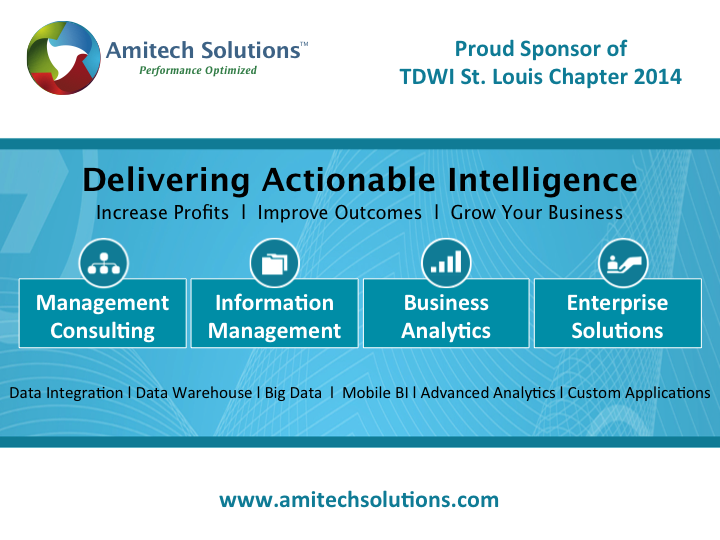 Amitech Solutions™
Performance Optimized
Proud Sponsor of
TDWI St. Louis Chapter 2014
Delivering Actionable Intelligence
Increase Profits l Improve Outcomes l Grow Your Business
Management
Consulting
Information
Management
Business
Analytics
Enterprise
Solutions
Data Integration l Data Warehouse l Big Data l Mobile BI l Advanced Analytics l Custom Applications
www.amitechsolutions.com